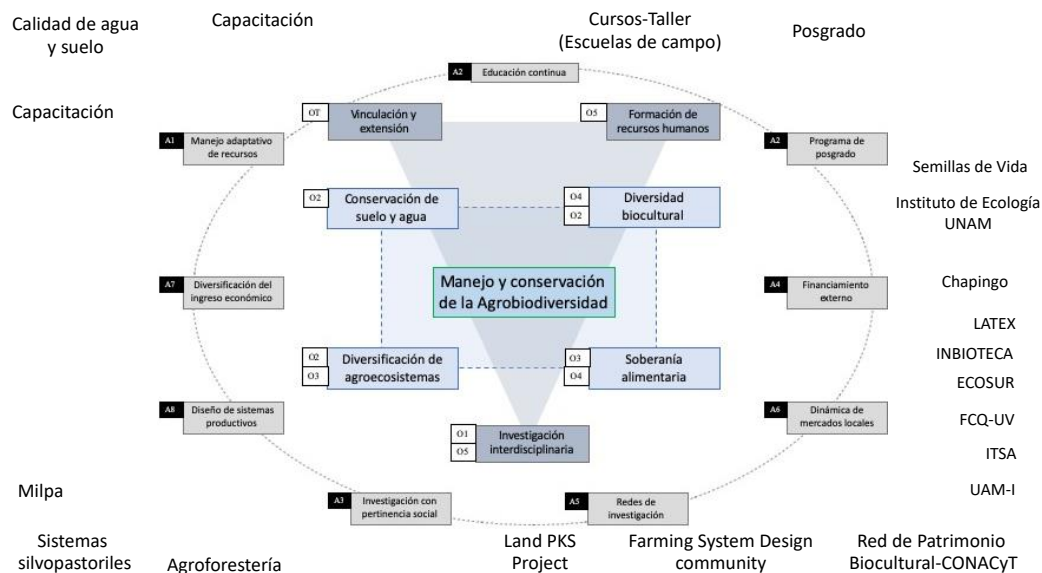 Calidad de agua
y suelo
Capacitación
Cursos-Taller
(Escuelas de campo)
Posgrado
A2
Educación continua
Capacitación
OT
Vinculación y
extensión
O5
Formación de
recursos humanos
A1
Manejo adaptativo
de recursos
A2
Programa de
posgrado
Semillas de Vida
O2
Conservación de
suelo y agua
O4
O2
Diversidad
biocultural
Instituto de Ecología
UNAM
A7
Diversificación del
ingreso económico
Manejo y conservación
de la Agrobiodiversidad
A4
Financiamiento
externo
Chapingo
LATEX
INBIOTECA
ECOSUR
O2
O3
Diversificación de
agroecosistemas
O3
O4
Soberanía
alimentaria
A8
Diseño de sistemas
productivos
A6
Dinámica de
mercados locales
FCQ-UV
ITSA
UAM-I
O1
O5
Investigación
interdisciplinaria
Milpa
A3
Investigación con
pertinencia social
A5
Redes de
investigación
Sistemas
silvopastoriles
Agroforestería
Land PKS
Project
Farming System Design
community
Red de Patrimonio
Biocultural-CONACyT